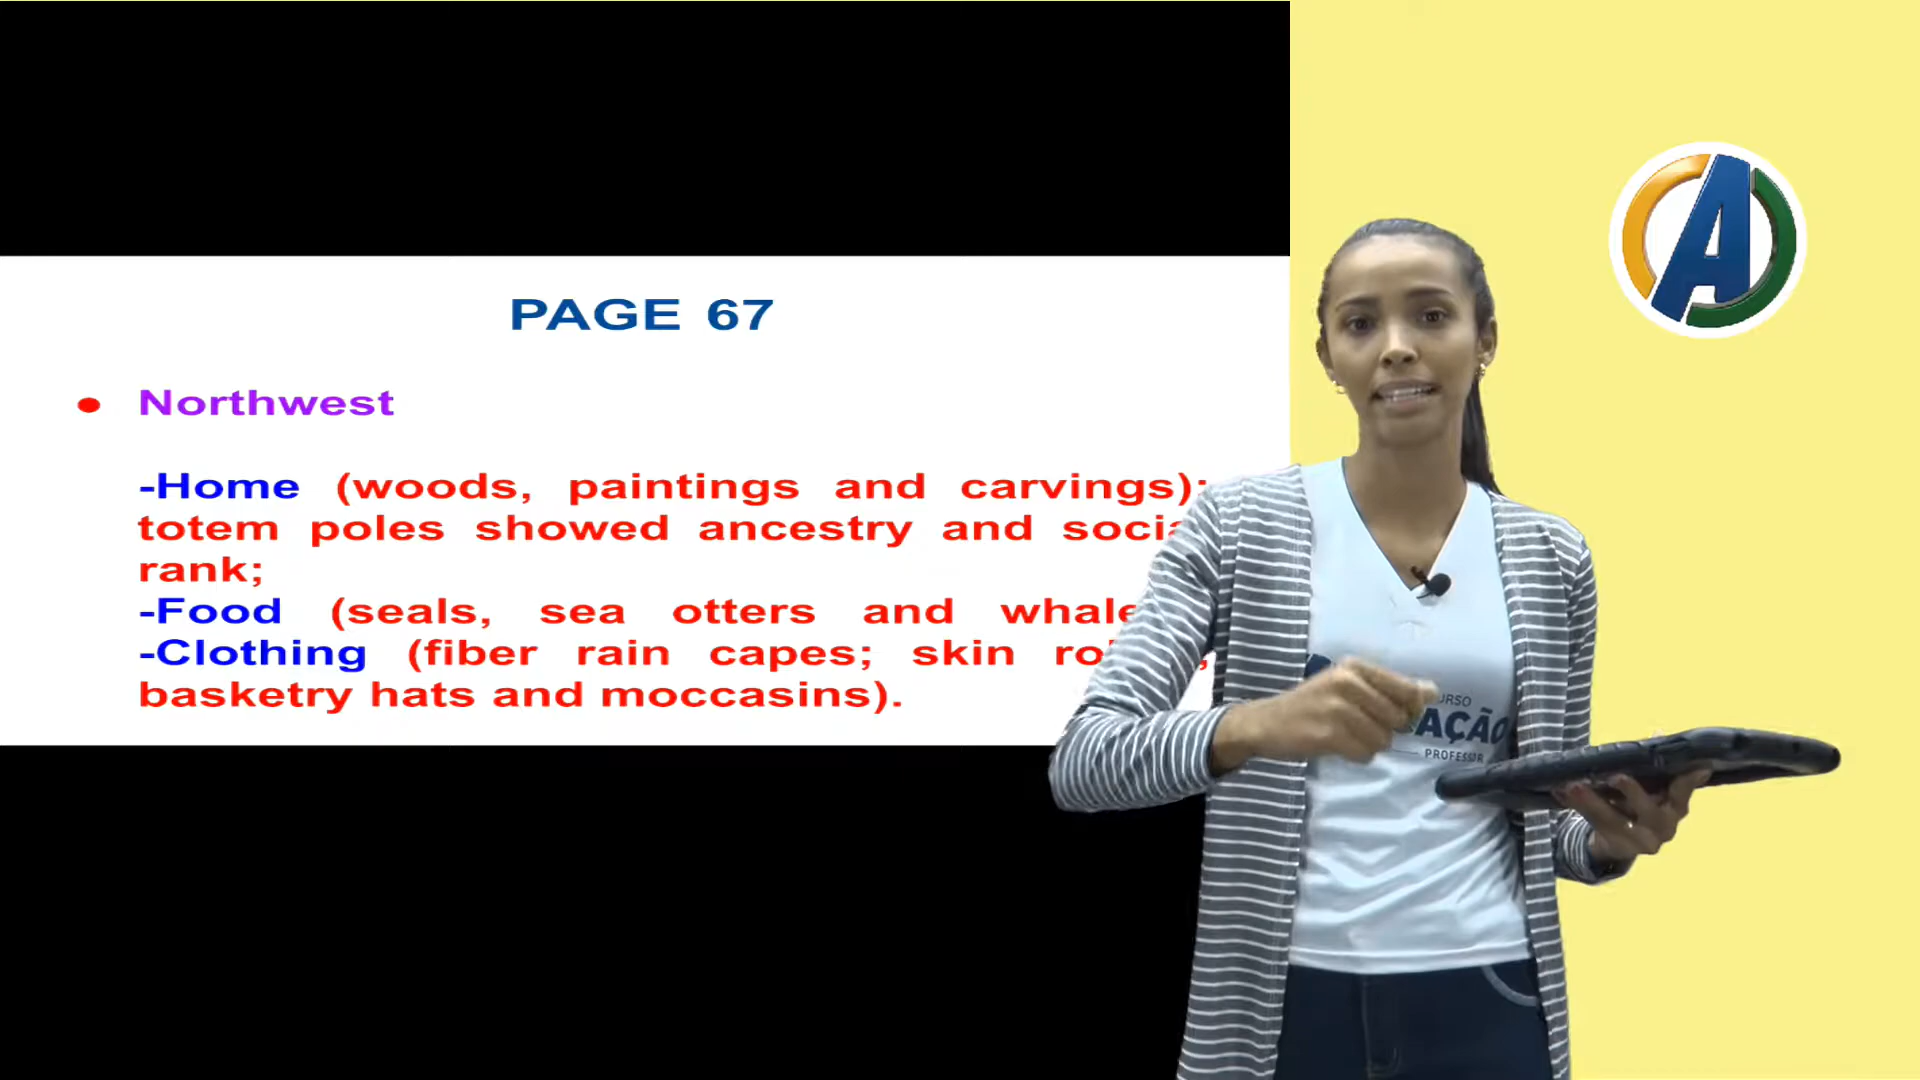 PAGE 67
Northwest
-Home (woods, paintings and carvings);
totem poles showed ancestry and
rank;
-Food (seals, sea otters and
-Clothing (fiber rain capes; skin
basketry hats and moccasins).
A
PROFESSOR